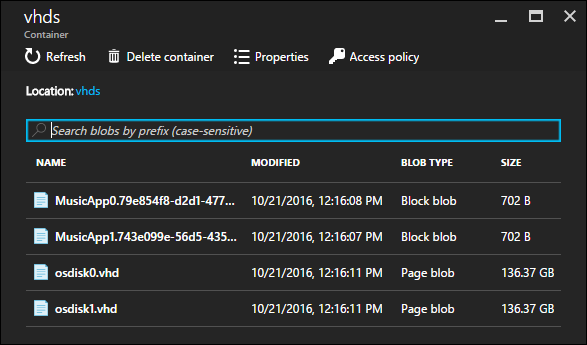 vhds
Container
Refresh Delete container Properties Access policy
Location: vhds
Search blobs by prefix (case-sensitive)
NAME MODIFIED BLOB TYPE SIZE
MusicApp0.79e854f8-d2d1-477... 10/21/2016, 12:16:08 PM Block blob 702 B
MusicApp1.743e099e-56d5-435... 10/21/2016, 12:16:07 PM Block blob 702 B
osdisk0.vhd 10/21/2016, 12:16:11 PM Page blob 136.37 GB
osdisk1.vhd 10/21/2016, 12:16:11 PM Page blob 136.37 GB